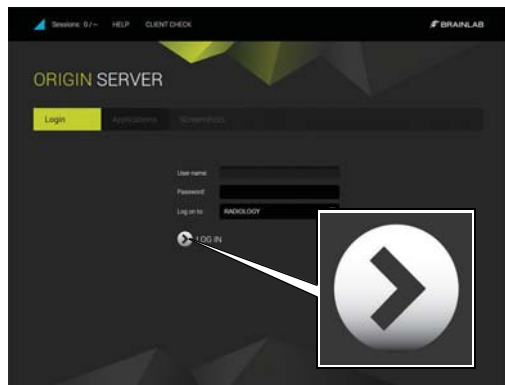 Sessions: 0 / ∞ HELP CLIENT CHECK BRAINLAB
ORIGIN SERVER
Login Applications Screenshots
User name
Password
Log on to RADIOLOGY
LOG IN